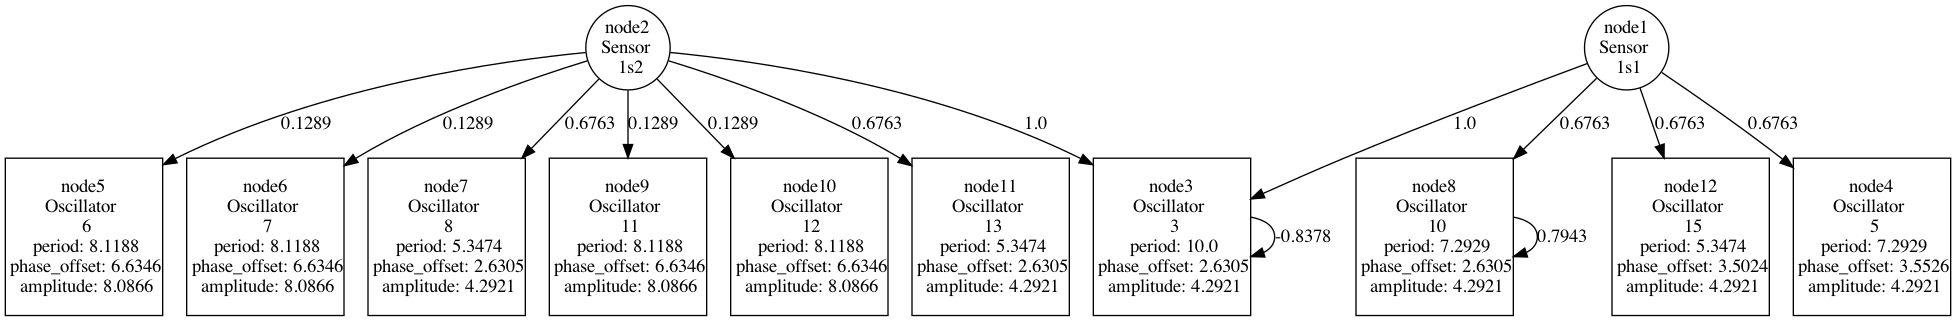 node2
Sensor
1s2
node1
Sensor
1s1
0.1289
0.1289
0.6763
0.1289
0.1289
0.6763
1.0
1.0
0.6763
0.6763
0.6763
node5
Oscillator
6
period: 8.1188
phase_offset: 6.6346
amplitude: 8.0866
node6
Oscillator
7
period: 8.1188
phase_offset: 6.6346
amplitude: 8.0866
node7
Oscillator
8
period: 5.3474
phase_offset: 2.6305
amplitude: 4.2921
node9
Oscillator
11
period: 8.1188
phase_offset: 6.6346
amplitude: 8.0866
node10
Oscillator
12
period: 8.1188
phase_offset: 6.6346
amplitude: 8.0866
node11
Oscillator
13
period: 5.3474
phase_offset: 2.6305
amplitude: 4.2921
node3
Oscillator
3
period: 10.0
phase_offset: 2.6305
amplitude: 4.2921
-0.8378
node8
Oscillator
10
period: 7.2929
phase_offset: 2.6305
amplitude: 4.2921
0.7943
node12
Oscillator
15
period: 5.3474
phase_offset: 3.5024
amplitude: 4.2921
node4
Oscillator
5
period: 7.2929
phase_offset: 3.5526
amplitude: 4.2921